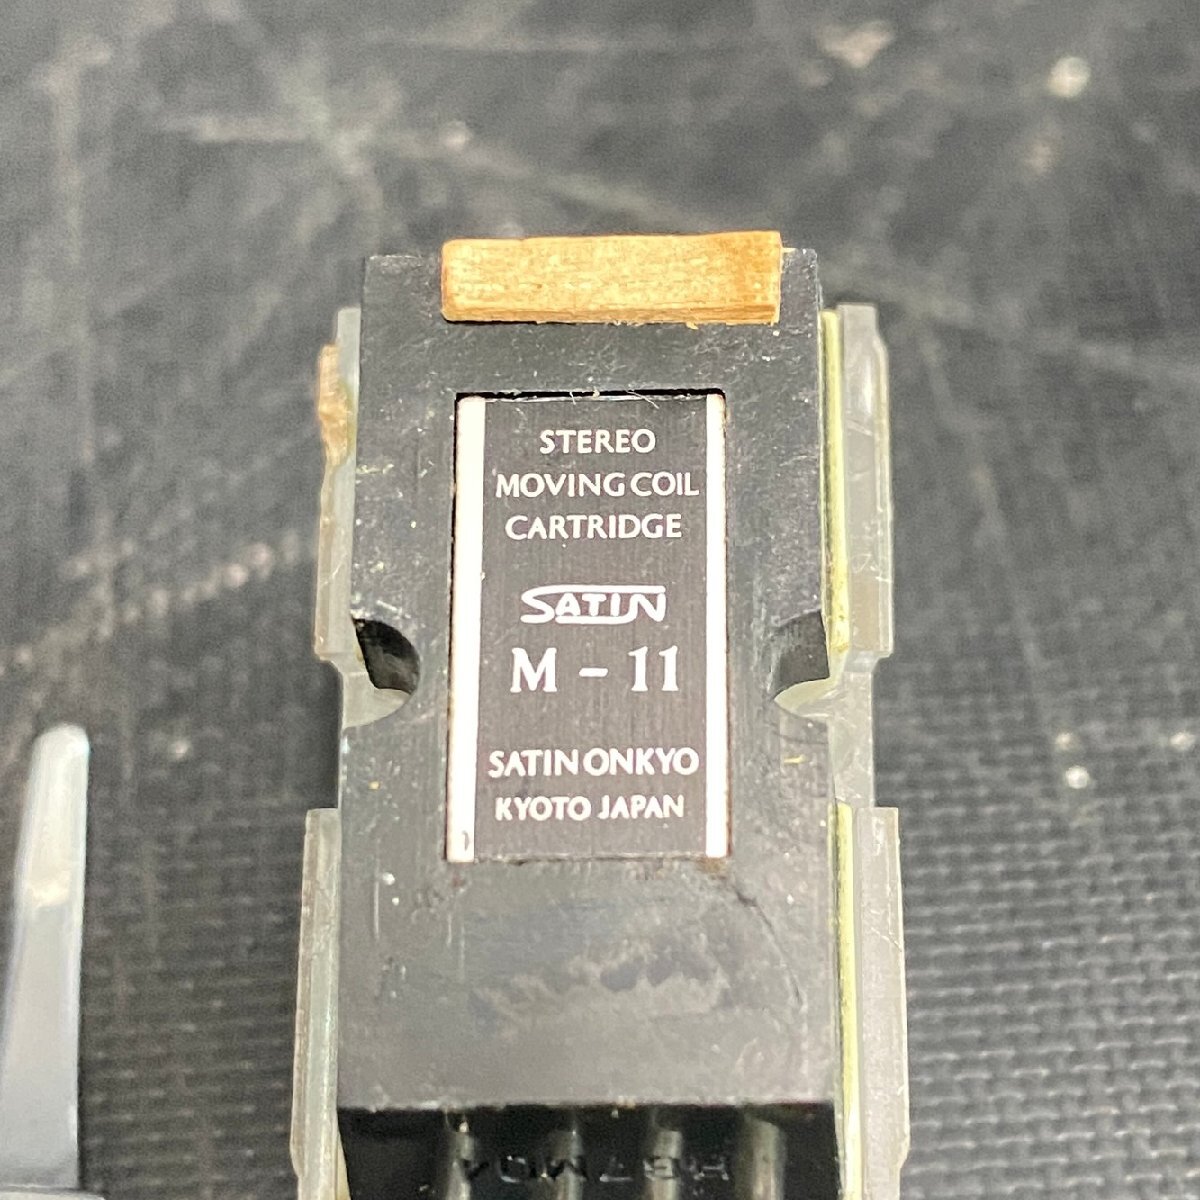 STEREO
MOVING COIL
CARTRIDGE
SATIN
M - 11
SATIN ONKYO
KYOTO JAPAN